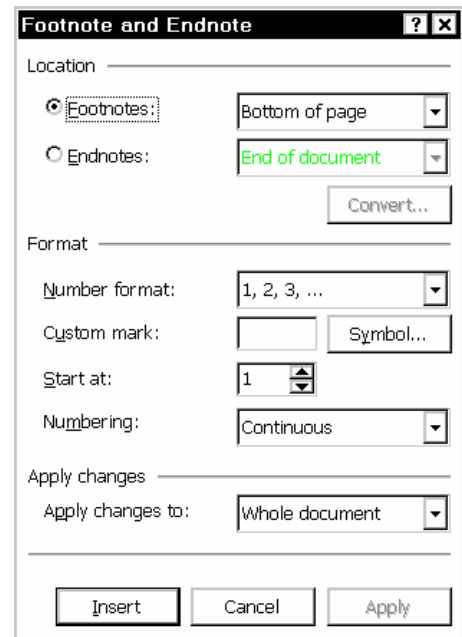 Footnote and Endnote ? X
Location
Footnotes: Bottom of page
Endnotes: End of document
Convert...
Format
Number format: 1, 2, 3, ...
Custom mark: Symbol...
Start at: 1
Numbering: Continuous
Apply changes
Apply changes to: Whole document
Insert Cancel Apply